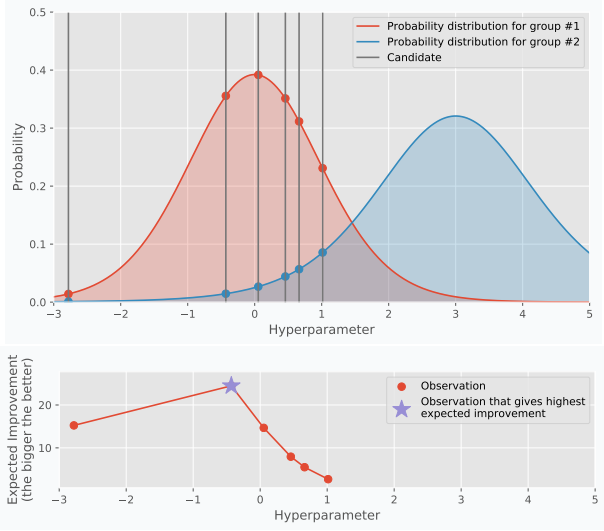 0.5
0.4
0.3
0.2
0.1
0.0
Probability
Probability distribution for group #1
Probability distribution for group #2
Candidate
−3 −2 −1 0 1 2 3 4 5
Hyperparameter
Expected Improvement
(the bigger the better)
20
10
Observation
Observation that gives highest
expected improvement
−3 −2 −1 0 1 2 3 4 5
Hyperparameter